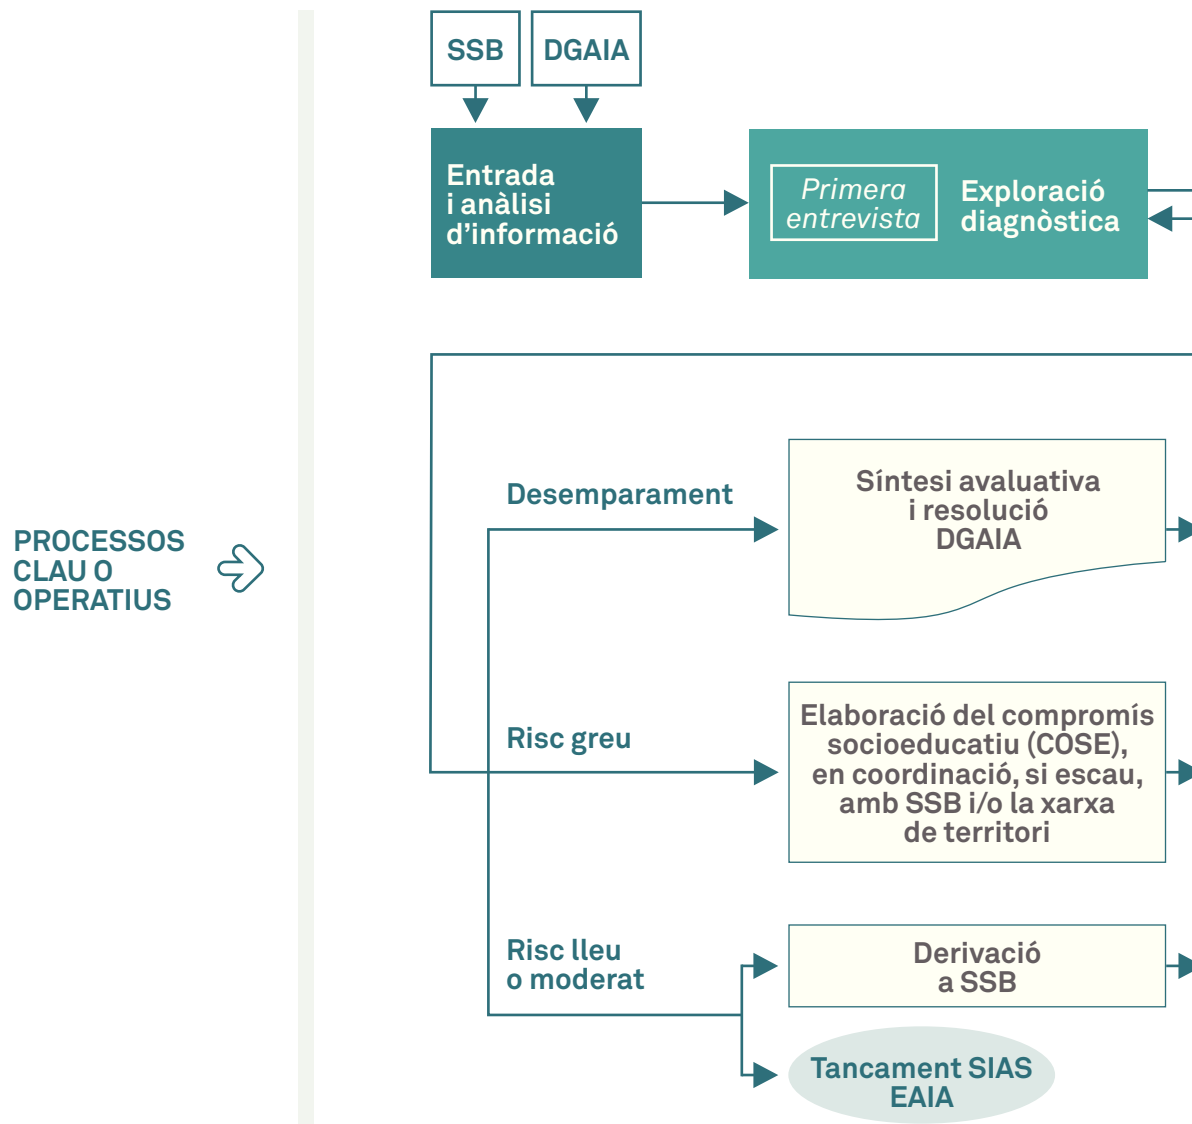 SSB
DGAIA
Entrada
i anàlisi
d'informació
Primera
entrevista
Exploració
diagnòstica
PROCESSOS
CLAU O
OPERATIUS
Desemparament
Síntesi avaluativa
i resolució
DGAIA
Risc greu
Elaboració del compromís
socioeducatiu (COSE),
en coordinació, si escau,
amb SSB i/o la xarxa
de territori
Risc lleu
o moderat
Derivació
a SSB
Tancament SIAS
EAIA